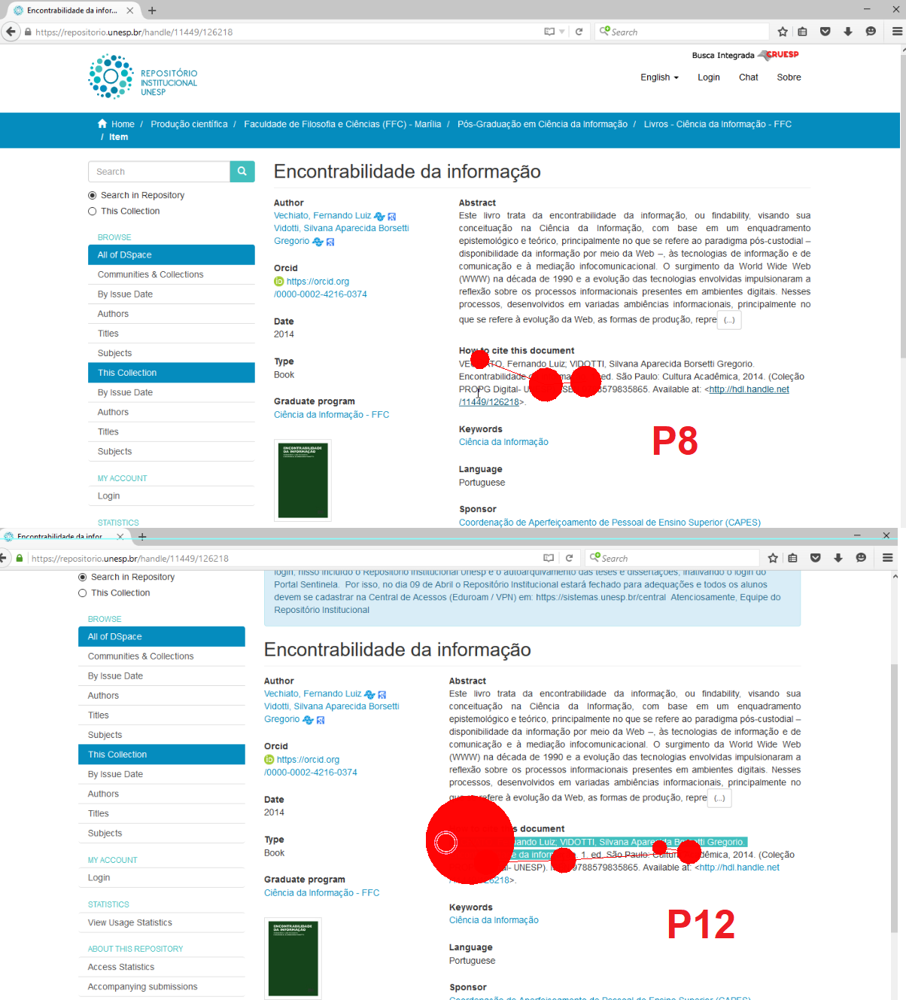 Encontrabilidade da infor...
https://repositorio.unesp.br/handle/11449/126218
Search
Busca Integrada CRUESP
REPOSITÓRIO
INSTITUCIONAL
UNESP
English
Login
Chat
Sobre
Home / Produção científica / Faculdade de Filosofia e Ciências (FFC) - Marília / Pós-Graduação em Ciência da Informação / Livros - Ciência da Informação - FFC
/ Item
Search
Search in Repository
This Collection
BROWSE
All of DSpace
Communities & Collections
By Issue Date
Authors
Titles
Subjects
This Collection
By Issue Date
Authors
Titles
Subjects
MY ACCOUNT
Login
STATISTICS
Encontrabilidade da informação
Author
Vechiato, Fernando Luiz
Vidotti, Silvana Aparecida Borsetti
Gregorio
Orcid
https://orcid.org
/0000-0002-4216-0374
Date
2014
Type
Book
Graduate program
Ciência da Informação - FFC
ENCONTRABILIDADE
DA INFORMAÇÃO
Abstract
Este livro trata da encontrabilidade da informação, ou findability, visando sua
conceituação na Ciência da Informação, com base em um enquadramento
epistemológico e teórico, principalmente no que se refere ao paradigma pós-custodial –
disponibilidade da informação por meio da Web –, às tecnologias de informação e de
comunicação e à mediação infocomunicacional. O surgimento da World Wide Web
(WWW) na década de 1990 e a evolução das tecnologias envolvidas impulsionaram a
reflexão sobre os processos informacionais presentes em ambientes digitais. Nesses
processos, desenvolvidos em variadas ambiências informacionais, principalmente no
que se refere à evolução da Web, as formas de produção, repre (...)
How to cite this document
Fernando Luiz; VIDOTTI, Silvana Aparecida Borsetti Gregorio.
Encontrabilidade ed. São Paulo: Cultura Acadêmica, 2014. (Coleção
PROPG Digital- 8579835865. Available at: <http://hdl.handle.net
/11449/126218>.
Keywords
Ciência da Informação
P8
Language
Portuguese
Sponsor
Coordenação de Aperfeiçoamento de Pessoal de Ensino Superior (CAPES)
Encontrabilidade da infor...
https://repositorio.unesp.br/handle/11449/126218
Search
Search in Repository
This Collection
BROWSE
All of DSpace
Communities & Collections
By Issue Date
Authors
Titles
Subjects
This Collection
By Issue Date
Authors
Titles
Subjects
MY ACCOUNT
Login
STATISTICS
View Usage Statistics
ABOUT THIS REPOSITORY
Access Statistics
Accompanying submissions
login, nisso incluído o Repositório Institucional Unesp e o autoarquivamento das teses e dissertações, inativando o login do
Portal Sentinela. Por isso, no dia 09 de Abril o Repositório Institucional estará fechado para adequações e todos os alunos
devem se cadastrar na Central de Acessos (Eduroam / VPN) em: https://sistemas.unesp.br/central Atenciosamente, Equipe do
Repositório Institucional
Encontrabilidade da informação
Author
Vechiato, Fernando Luiz
Vidotti, Silvana Aparecida Borsetti
Gregorio
Orcid
https://orcid.org
/0000-0002-4216-0374
Date
2014
Type
Book
Graduate program
Ciência da Informação - FFC
ENCONTRABILIDADE
DA INFORMAÇÃO
Abstract
Este livro trata da encontrabilidade da informação, ou findability, visando sua
conceituação na Ciência da Informação, com base em um enquadramento
epistemológico e teórico, principalmente no que se refere ao paradigma pós-custodial –
disponibilidade da informação por meio da Web –, às tecnologias de informação e de
comunicação e à mediação infocomunicacional. O surgimento da World Wide Web
(WWW) na década de 1990 e a evolução das tecnologias envolvidas impulsionaram a
reflexão sobre os processos informacionais presentes em ambientes digitais. Nesses
processos, desenvolvidos em variadas ambiências informacionais, principalmente no
refere à evolução da Web, as formas de produção, repre (...)
document
nando Luiz; VIDOTTI, Silvana Aparecida Borsetti Gregorio.
da 1. ed. São Paulo: Cultura 2014. (Coleção
UNESP). 9788579835865. Available at: <http://hdl.handle.net
6218>.
Keywords
Ciência da Informação
P12
Language
Portuguese
Sponsor
Coordenação de Aperfeiçoamento de Pessoal de Ensino Superior (CAPES)